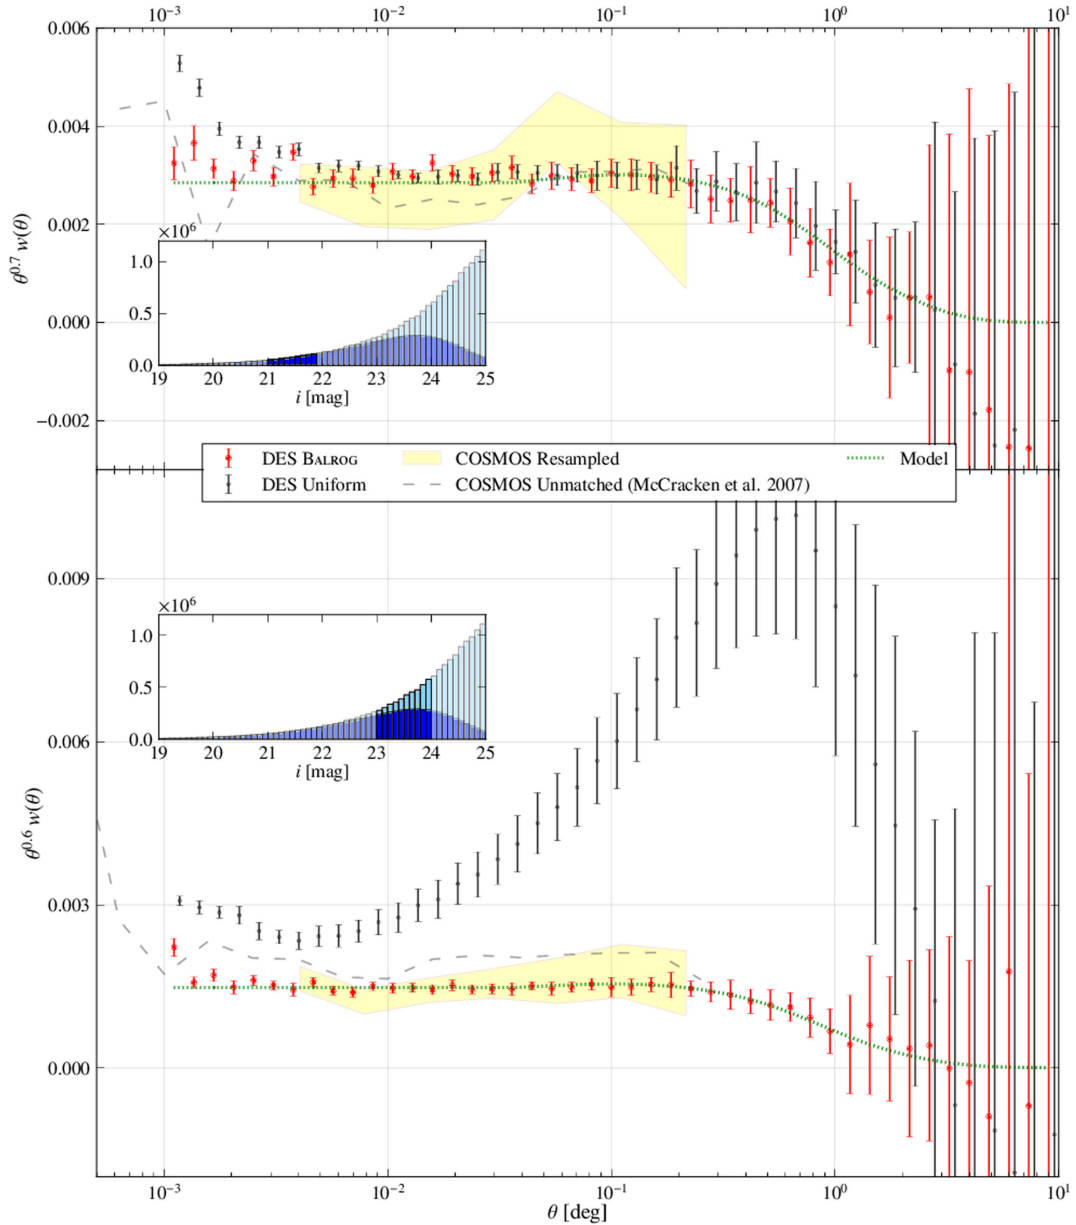 10⁻³ 10⁻² 10⁻¹ 10⁰ 10¹
0.006
0.004
0.002
0.000
−0.002
θ^0.7 w(θ)
×10⁶
1.0
0.5
0.0
19 20 21 22 23 24 25
i [mag]
DES BALROG COSMOS Resampled Model
DES Uniform COSMOS Unmatched (McCracken et al. 2007)
0.009
0.006
0.003
0.000
θ^0.6 w(θ)
×10⁶
1.0
0.5
0.0
19 20 21 22 23 24 25
i [mag]
10⁻³ 10⁻² 10⁻¹ 10⁰ 10¹
θ [deg]